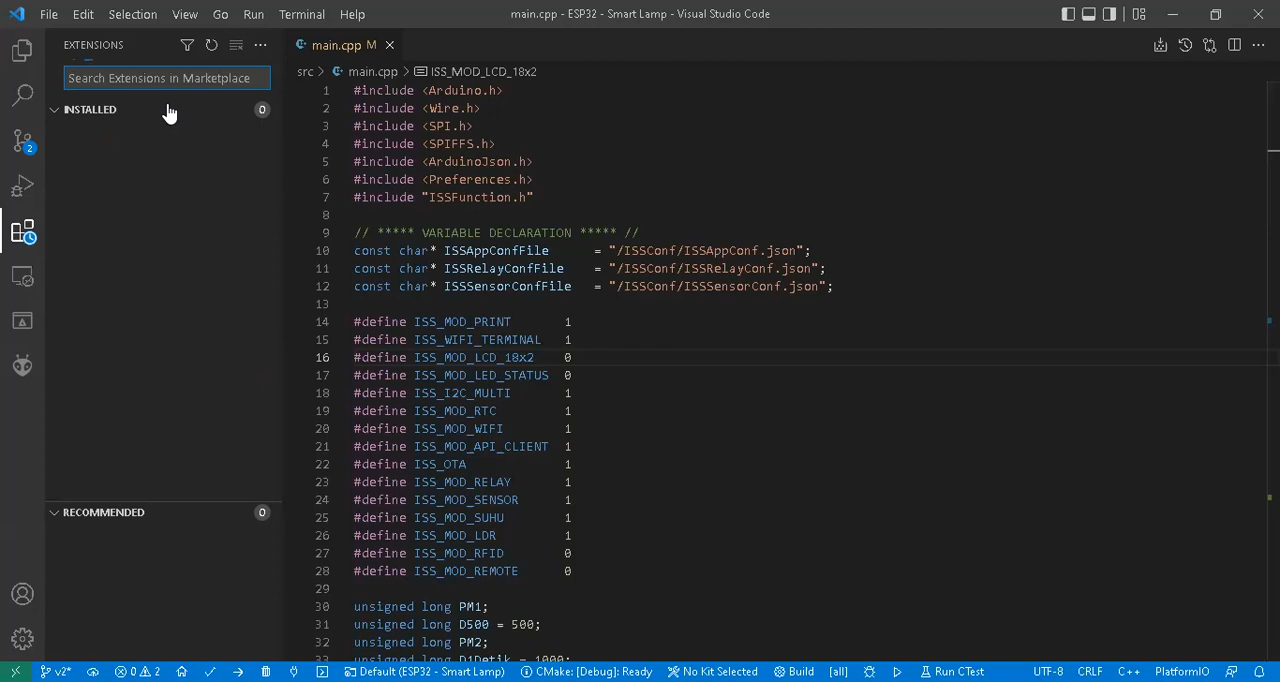 File Edit Selection View Go Run Terminal Help
main.cpp - ESP32 - Smart Lamp - Visual Studio Code
EXTENSIONS
Search Extensions in Marketplace
INSTALLED 0
2
RECOMMENDED 0
main.cpp M
src > main.cpp > ISS_MOD_LCD_18x2
1 #include <Arduino.h>
2 #include <Wire.h>
3 #include <SPI.h>
4 #include <SPIFFS.h>
5 #include <ArduinoJson.h>
6 #include <Preferences.h>
7 #include "ISSFunction.h"
8
9 // ***** VARIABLE DECLARATION ***** //
10 const char* ISSAppConfFile = "/ISSConf/ISSAppConf.json";
11 const char* ISSRelayConfFile = "/ISSConf/ISSRelayConf.json";
12 const char* ISSSensorConfFile = "/ISSConf/ISSSensorConf.json";
13
14 #define ISS_MOD_PRINT 1
15 #define ISS_WIFI_TERMINAL 1
16 #define ISS_MOD_LCD_18x2 0
17 #define ISS_MOD_LED_STATUS 0
18 #define ISS_I2C_MULTI 1
19 #define ISS_MOD_RTC 1
20 #define ISS_MOD_WIFI 1
21 #define ISS_MOD_API_CLIENT 1
22 #define ISS_OTA 1
23 #define ISS_MOD_RELAY 1
24 #define ISS_MOD_SENSOR 1
25 #define ISS_MOD_SUHU 1
26 #define ISS_MOD_LDR 1
27 #define ISS_MOD_RFID 0
28 #define ISS_MOD_REMOTE 0
29
30 unsigned long PM1;
31 unsigned long D500 = 500;
32 unsigned long PM2;
33 unsigned long D1Detik = 1000;
v2* 0 2 Default (ESP32 - Smart Lamp) CMake: [Debug]: Ready No Kit Selected Build [all] Run CTest UTF-8 CRLF C++ PlatformIO